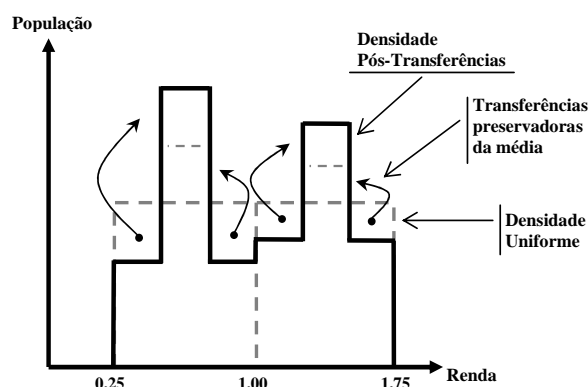 População
Densidade
Pós-Transferências
Transferências
preservadoras
da média
Densidade
Uniforme
0.25
1.00
1.75
Renda